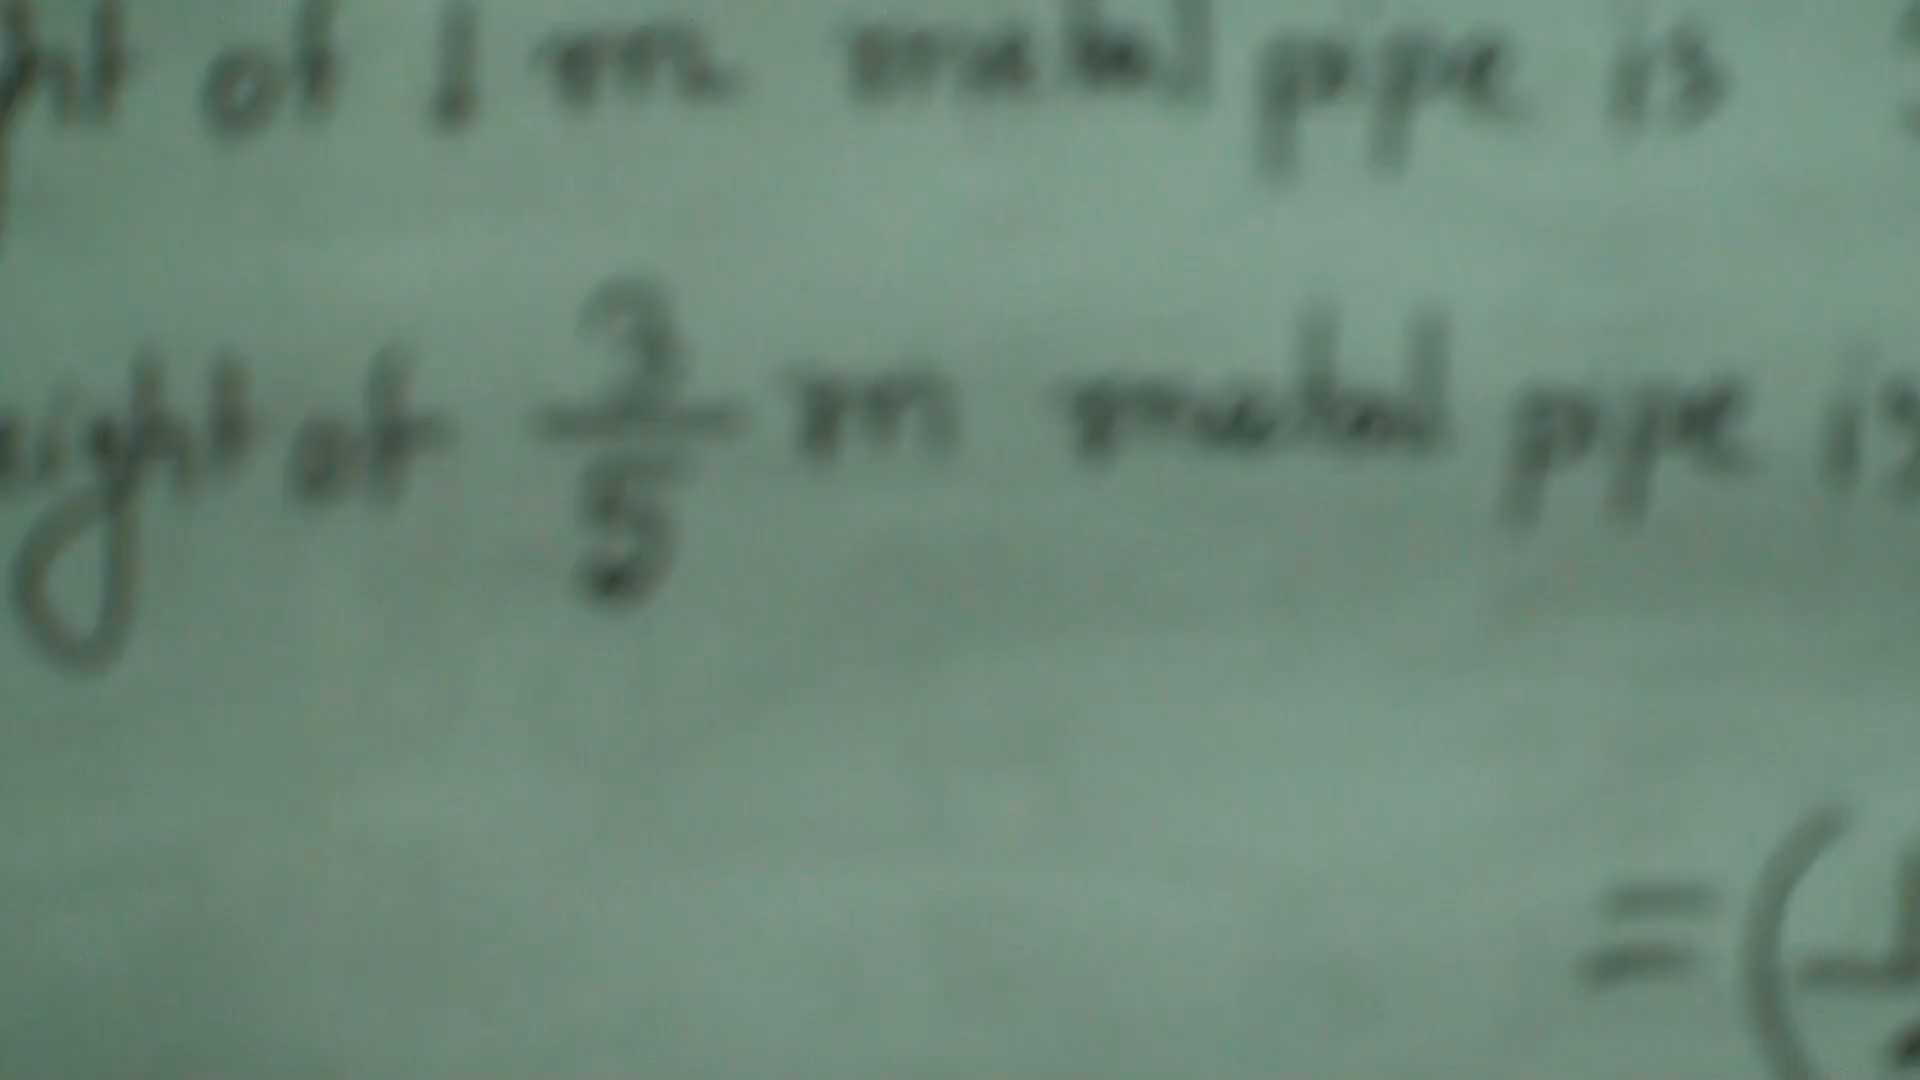 of 1 m metal pipe is
of 3/5 m metal pipe is
= (